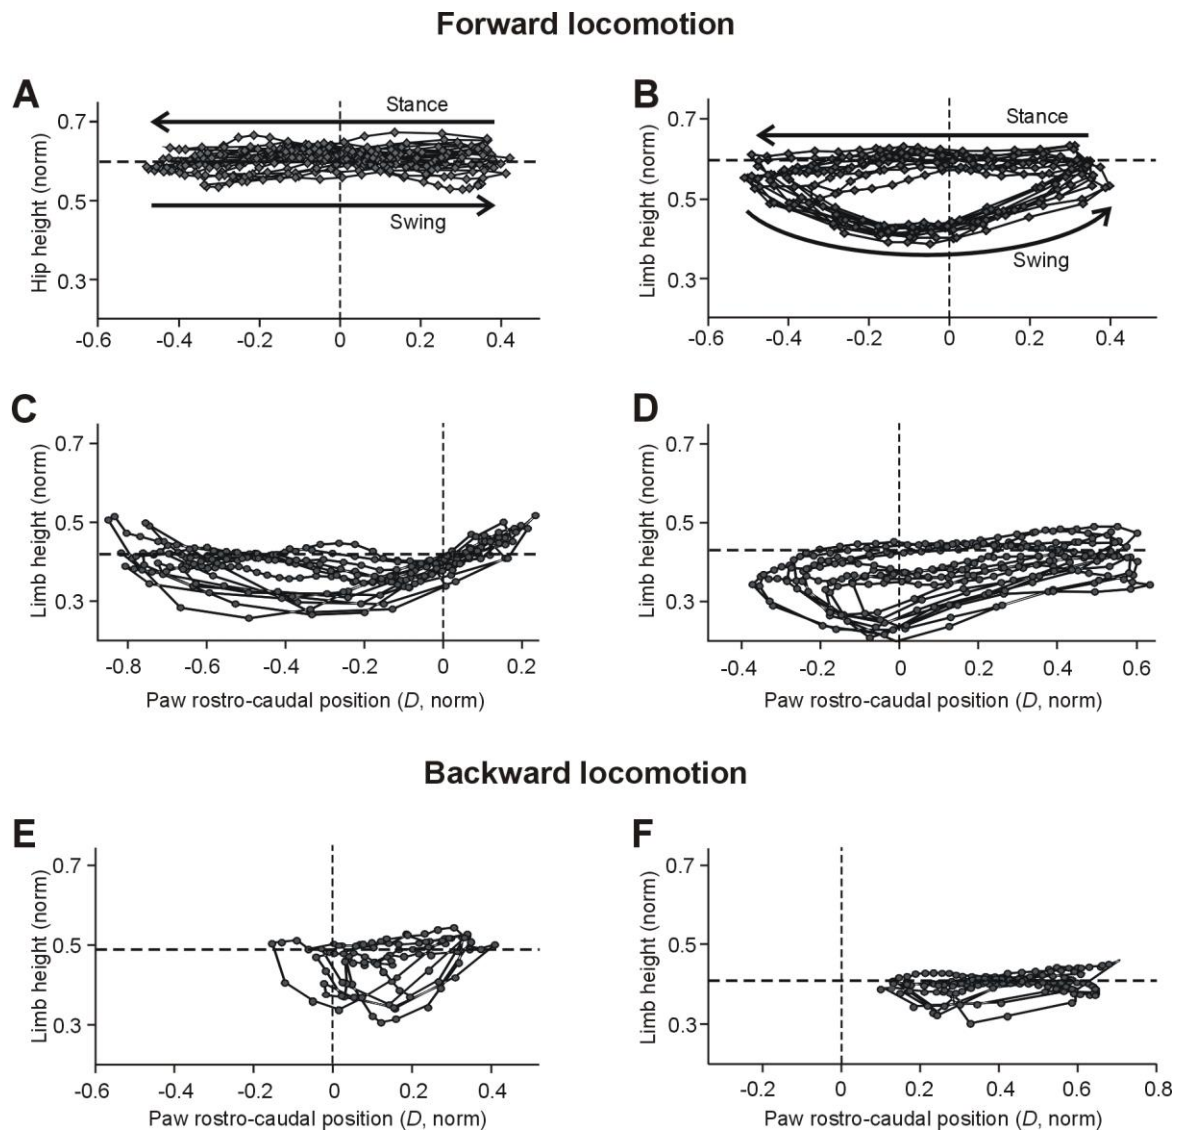 Forward locomotion
A
Hip height (norm)
0.7
0.5
0.3
Stance
Swing
-0.6 -0.4 -0.2 0 0.2 0.4
B
Limb height (norm)
0.7
0.5
0.3
Stance
Swing
-0.6 -0.4 -0.2 0 0.2 0.4
C
Limb height (norm)
0.7
0.5
0.3
-0.8 -0.6 -0.4 -0.2 0 0.2
Paw rostro-caudal position (D, norm)
D
Limb height (norm)
0.7
0.5
0.3
-0.4 -0.2 0 0.2 0.4 0.6
Paw rostro-caudal position (D, norm)
Backward locomotion
E
Limb height (norm)
0.7
0.5
0.3
-0.6 -0.4 -0.2 0 0.2 0.4
Paw rostro-caudal position (D, norm)
F
Limb height (norm)
0.7
0.5
0.3
-0.2 0 0.2 0.4 0.6 0.8
Paw rostro-caudal position (D, norm)